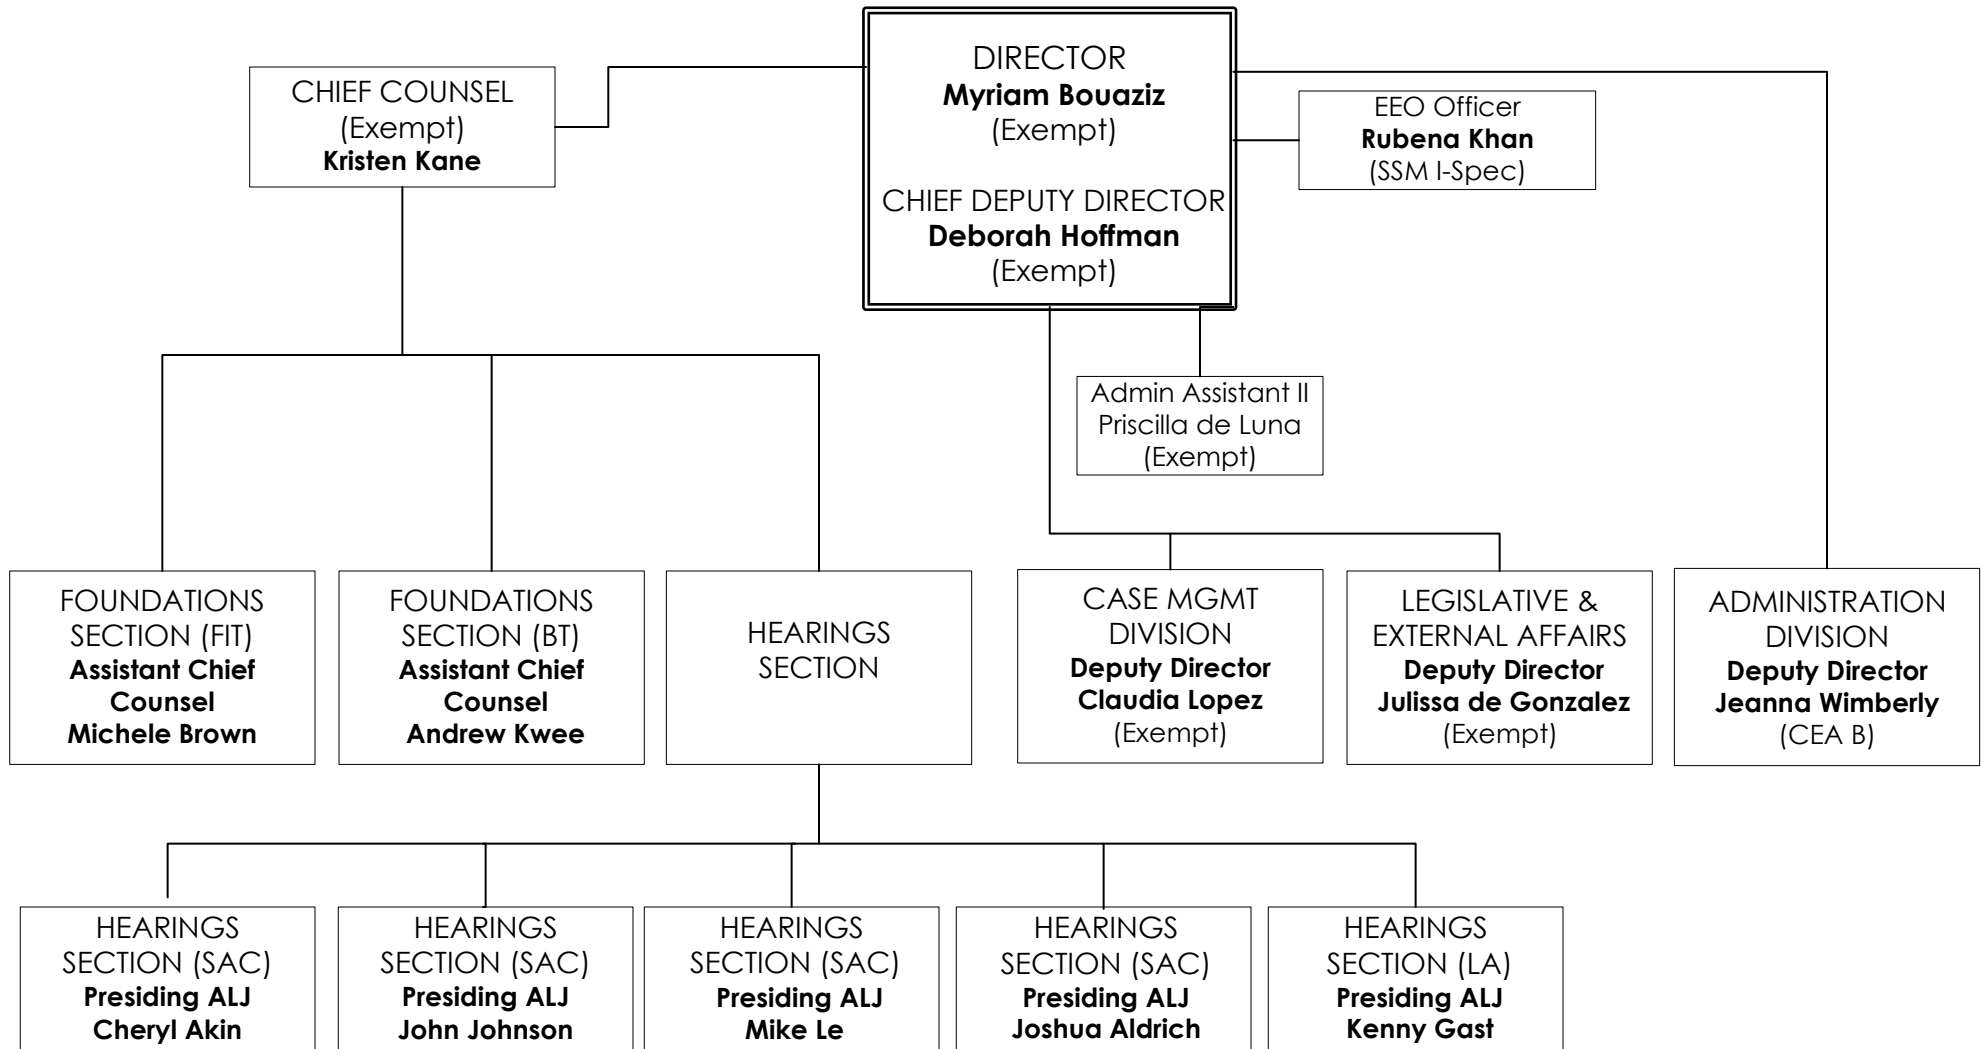 DIRECTOR
Myriam Bouaziz
(Exempt)
CHIEF DEPUTY DIRECTOR
Deborah Hoffman
(Exempt)
CHIEF COUNSEL
(Exempt)
Kristen Kane
EEO Officer
Rubena Khan
(SSM I-Spec)
Admin Assistant II
Priscilla de Luna
(Exempt)
FOUNDATIONS
SECTION (FIT)
Assistant Chief
Counsel
Michele Brown
FOUNDATIONS
SECTION (BT)
Assistant Chief
Counsel
Andrew Kwee
HEARINGS
SECTION
CASE MGMT
DIVISION
Deputy Director
Claudia Lopez
(Exempt)
LEGISLATIVE &
EXTERNAL AFFAIRS
Deputy Director
Julissa de Gonzalez
(Exempt)
ADMINISTRATION
DIVISION
Deputy Director
Jeanna Wimberly
(CEA B)
HEARINGS
SECTION (SAC)
Presiding ALJ
Cheryl Akin
HEARINGS
SECTION (SAC)
Presiding ALJ
John Johnson
HEARINGS
SECTION (SAC)
Presiding ALJ
Mike Le
HEARINGS
SECTION (SAC)
Presiding ALJ
Joshua Aldrich
HEARINGS
SECTION (LA)
Presiding ALJ
Kenny Gast